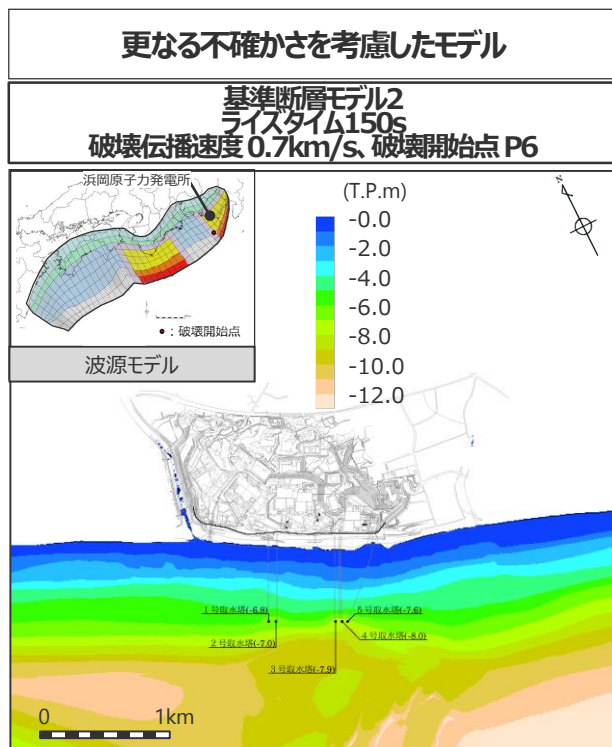 更なる不確かさを考慮したモデル
基準断層モデル2
ライズタイム150s
破壊伝播速度 0.7km/s、破壊開始点 P6
浜岡原子力発電所
●：破壊開始点
波源モデル
(T.P.m)
-0.0
-2.0
-4.0
-6.0
-8.0
-10.0
-12.0
N
1号取水塔(-6.8)
5号取水塔(-7.6)
2号取水塔(-7.0)
4号取水塔(-8.0)
3号取水塔(-7.9)
0 1km